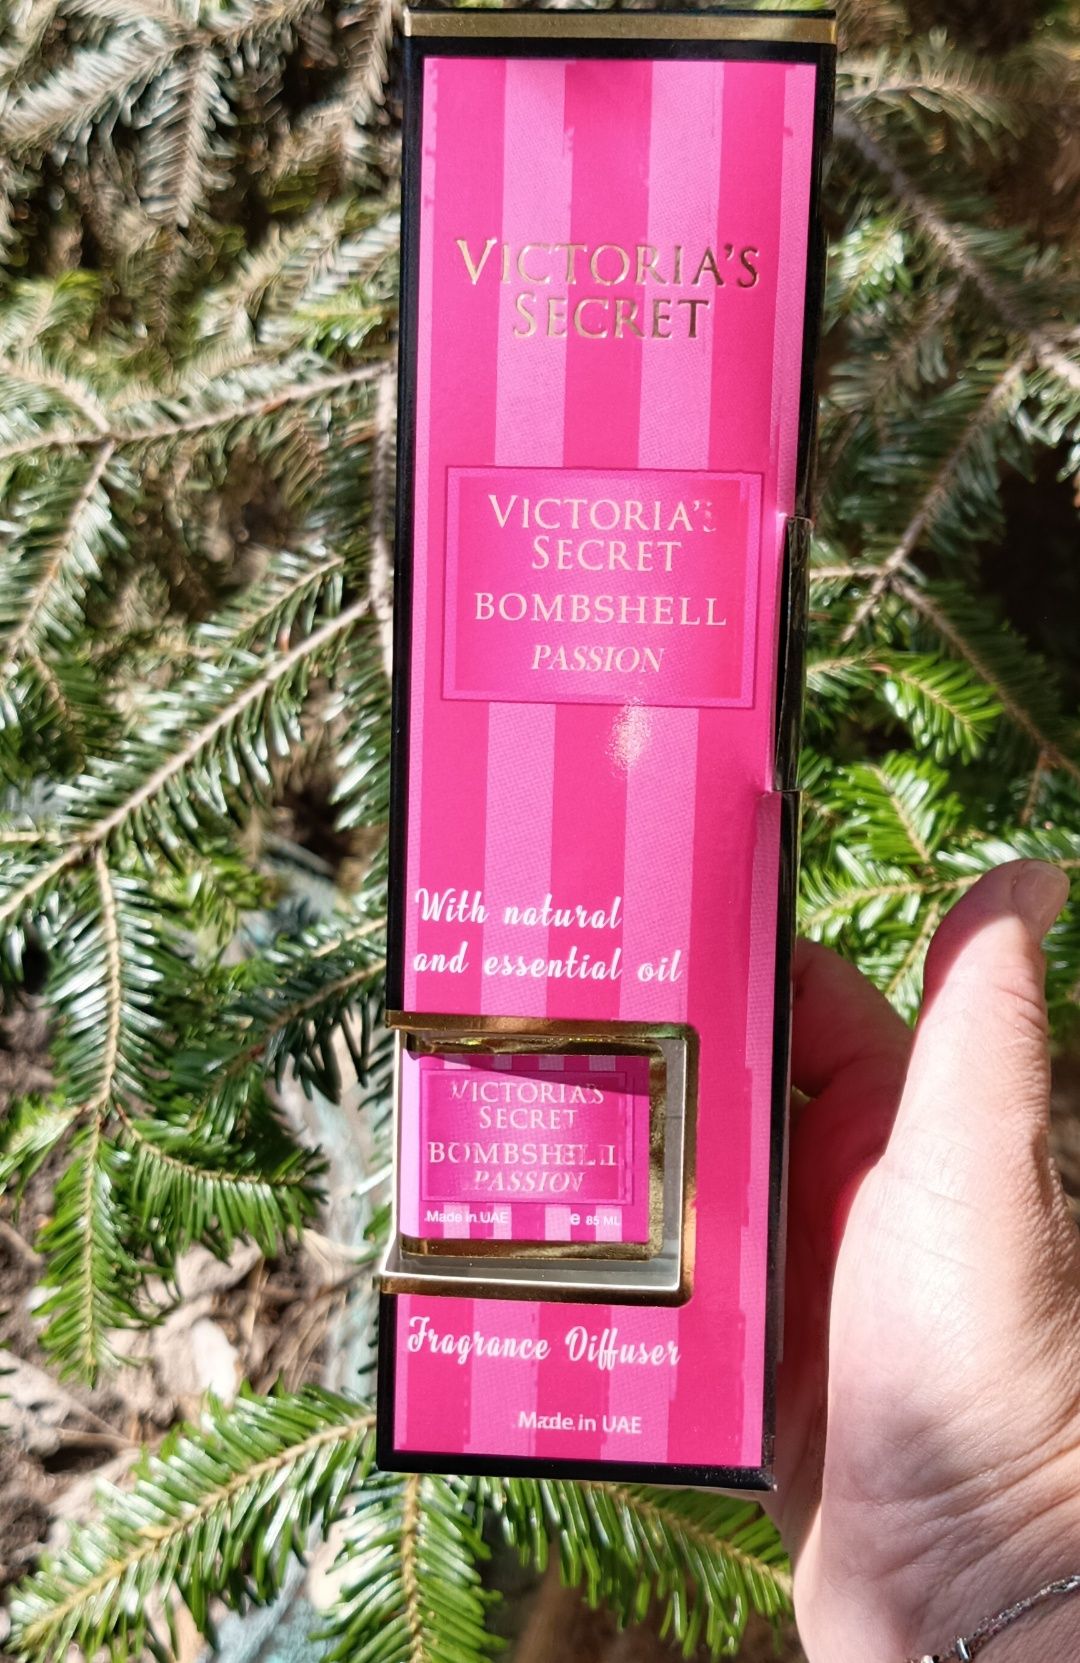 VICTORIA'S
SECRET
VICTORIA'S
SECRET
BOMBSHELL
PASSION
With natural
and essential oil
VICTORIA'S
SECRET
BOMBSHELL
PASSION
Made in UAE e 85 ML
Fragrance Diffuser
Made in UAE